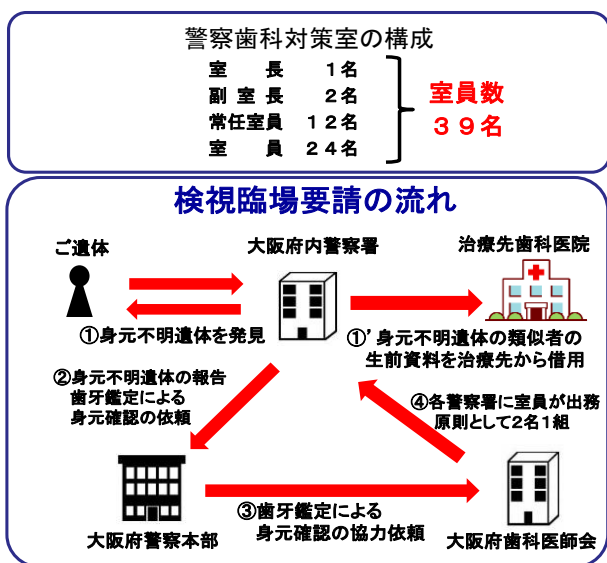 警察歯科対策室の構成
室　　長　　１名
副 室 長　　２名
常任室員　１２名
室　　員　２４名
室員数
３９名
検視臨場要請の流れ
ご遺体
大阪府内警察署
治療先歯科医院
①身元不明遺体を発見
①’身元不明遺体の類似者の
生前資料を治療先から借用
②身元不明遺体の報告
歯牙鑑定による
身元確認の依頼
④各警察署に室員が出務
原則として2名1組
③歯牙鑑定による
身元確認の協力依頼
大阪府警察本部
大阪府歯科医師会